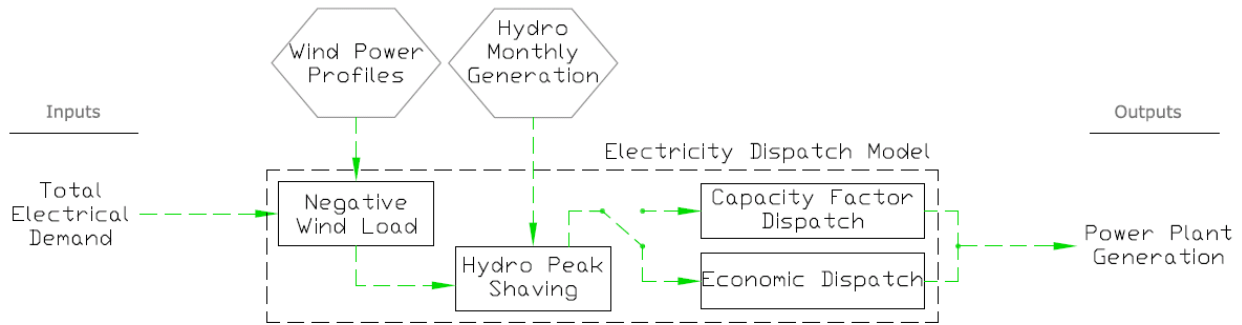 Wind Power
Profiles
Hydro
Monthly
Generation
Inputs
Outputs
Electricity Dispatch Model
Total
Electrical
Demand
Negative
Wind Load
Capacity Factor
Dispatch
Hydro Peak
Shaving
Economic Dispatch
Power Plant
Generation